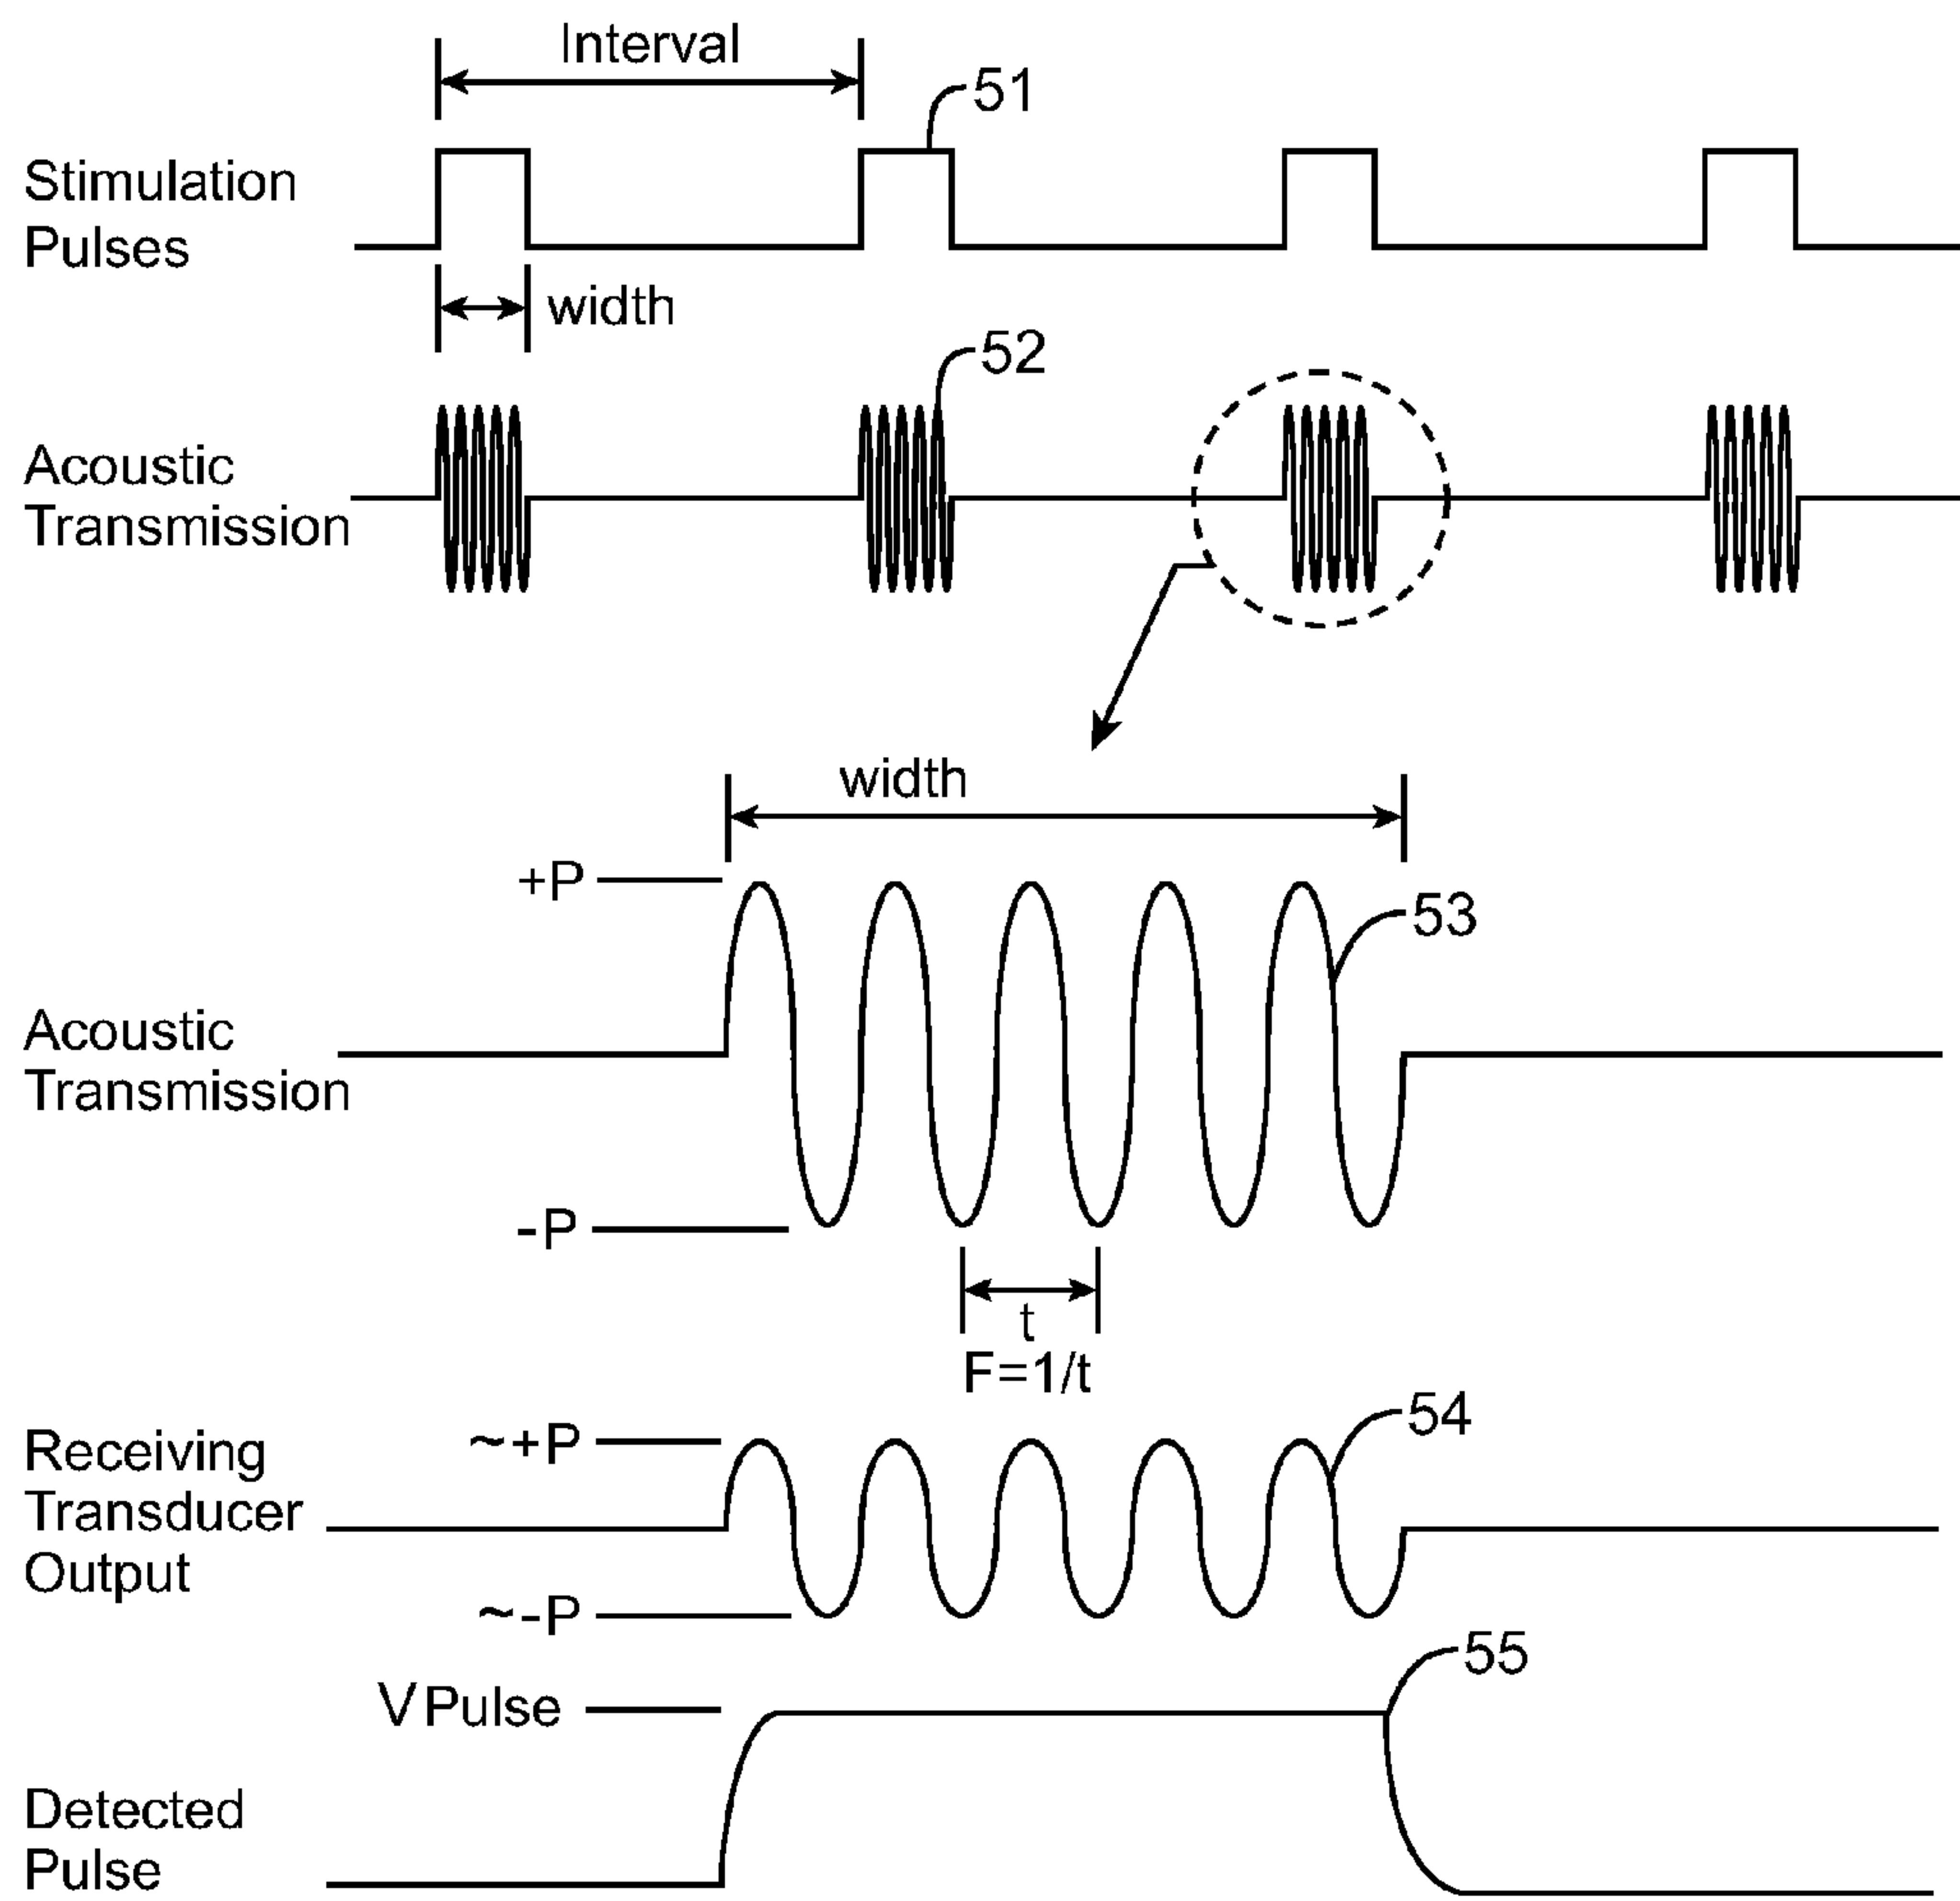 Interval
51
Stimulation
Pulses
width
52
Acoustic
Transmission
width
+P
53
Acoustic
Transmission
-P
t
F=1/t
54
~+P
Receiving
Transducer
Output
~-P
55
V Pulse
Detected
Pulse